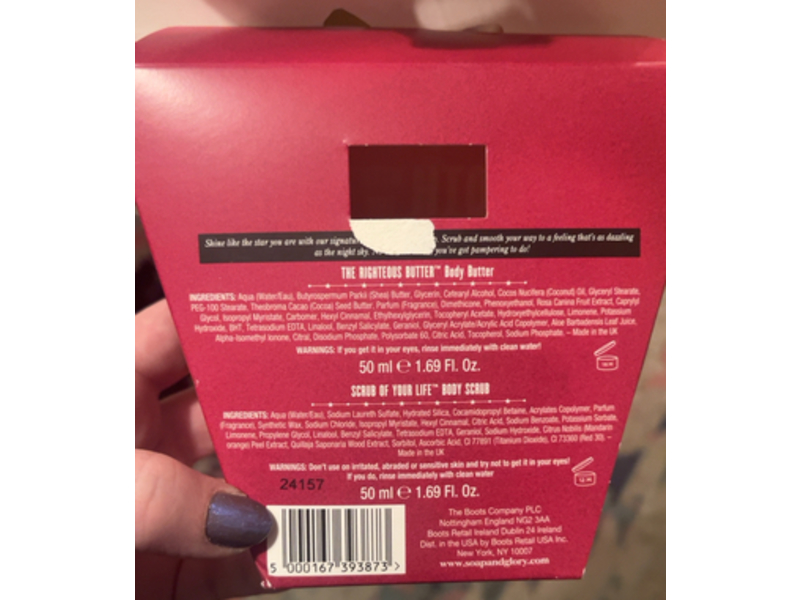 Shine like the star you are with our signatur p. Scrub and smooth your way to a feeling that's as dazzling
as the night sky. you've got pampering to do!
THE RIGHTEOUS BUTTER™ Body Butter
INGREDIENTS: Aqua (Water/Eau), Butyrospermum Parkii (Shea) Butter, Glycerin, Cetearyl Alcohol, Cocos Nucifera (Coconut) Oil, Glyceryl Stearate,
PEG-100 Stearate, Theobroma Cacao (Cocoa) Seed Butter, Parfum (Fragrance), Dimethicone, Phenoxyethanol, Rosa Canina Fruit Extract, Caprylyl
Glycol, Isopropyl Myristate, Carbomer, Hexyl Cinnamal, Ethylhexylglycerin, Tocopheryl Acetate, Hydroxyethylcellulose, Limonene, Potassium
Hydroxide, BHT, Tetrasodium EDTA, Linalool, Benzyl Salicylate, Geraniol, Glyceryl Acrylate/Acrylic Acid Copolymer, Aloe Barbadensis Leaf Juice,
Alpha-Isomethyl Ionone, Citral, Disodium Phosphate, Polysorbate 60, Citric Acid, Tocopherol, Sodium Phosphate. – Made in the UK
WARNINGS: If you get it in your eyes, rinse immediately with clean water!
50 ml e 1.69 Fl. Oz.
SCRUB OF YOUR LIFE™ BODY SCRUB
INGREDIENTS: Aqua (Water/Eau), Sodium Laureth Sulfate, Hydrated Silica, Cocamidopropyl Betaine, Acrylates Copolymer, Parfum
(Fragrance), Synthetic Wax, Sodium Chloride, Isopropyl Myristate, Hexyl Cinnamal, Citric Acid, Sodium Benzoate, Potassium Sorbate,
Limonene, Propylene Glycol, Linalool, Benzyl Salicylate, Tetrasodium EDTA, Geraniol, Sodium Hydroxide, Citrus Nobilis (Mandarin
orange) Peel Extract, Quillaja Saponaria Wood Extract, Sorbitol, Ascorbic Acid, CI 77891 (Titanium Dioxide), CI 73360 (Red 30). –
Made in the UK
WARNINGS: Don't use on irritated, abraded or sensitive skin and try not to get it in your eyes!
If you do, rinse immediately with clean water
12 M
24157
50 ml e 1.69 Fl. Oz.
The Boots Company PLC
Nottingham England NG2 3AA
Boots Retail Ireland Dublin 24 Ireland
Dist. in the USA by Boots Retail USA Inc.
New York, NY 10007
www.soapandglory.com
5 000167 393873 >